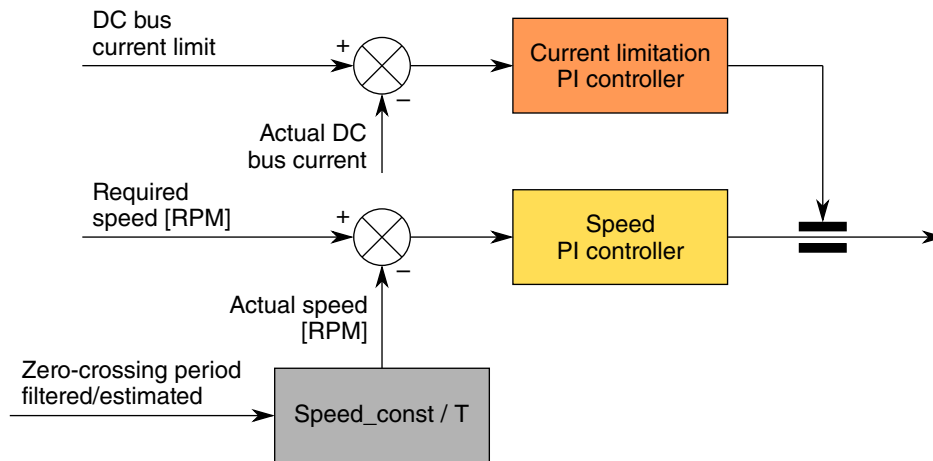 DC bus
current limit
+
−
Current limitation
PI controller
Actual DC
bus current
Required
speed [RPM]
+
−
Speed
PI controller
Actual speed
[RPM]
Zero-crossing period
filtered/estimated
Speed_const / T